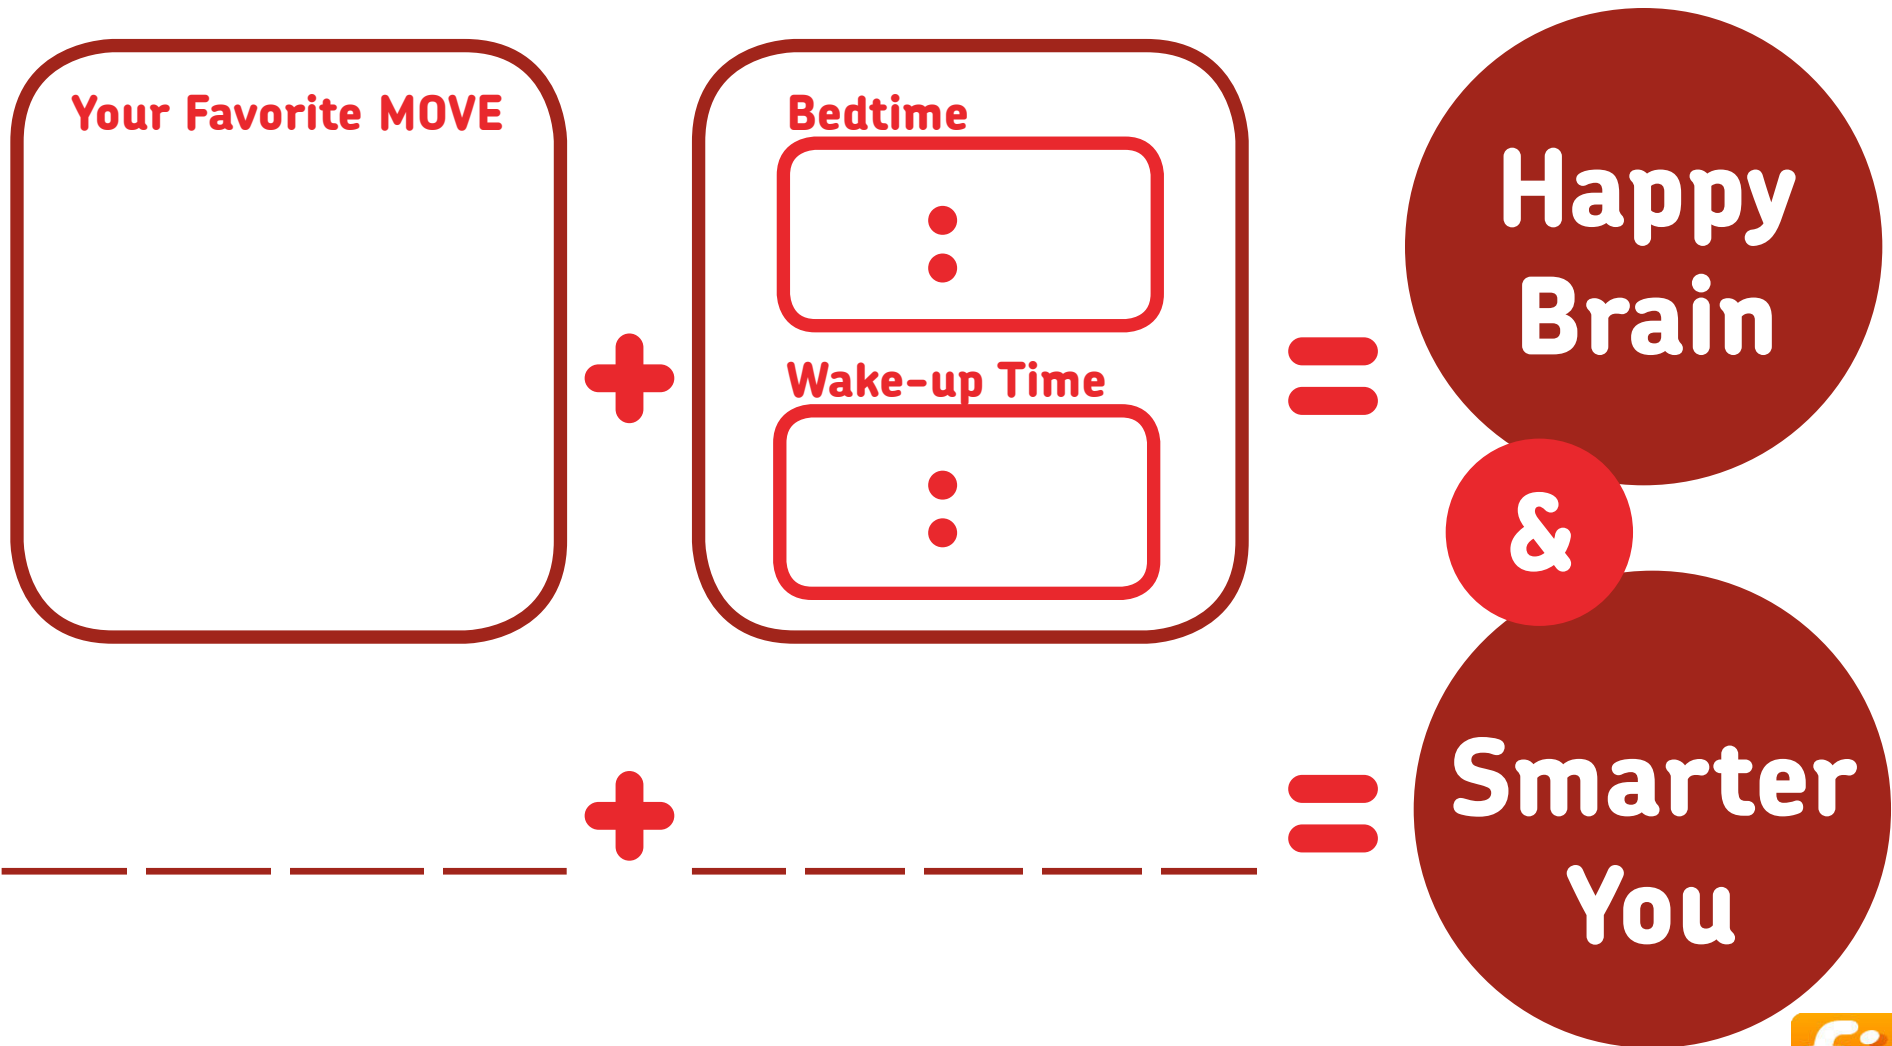 Your Favorite MOVE
Bedtime
:
Wake-up Time
:
+
=
Happy
Brain
&
+
=
Smarter
You